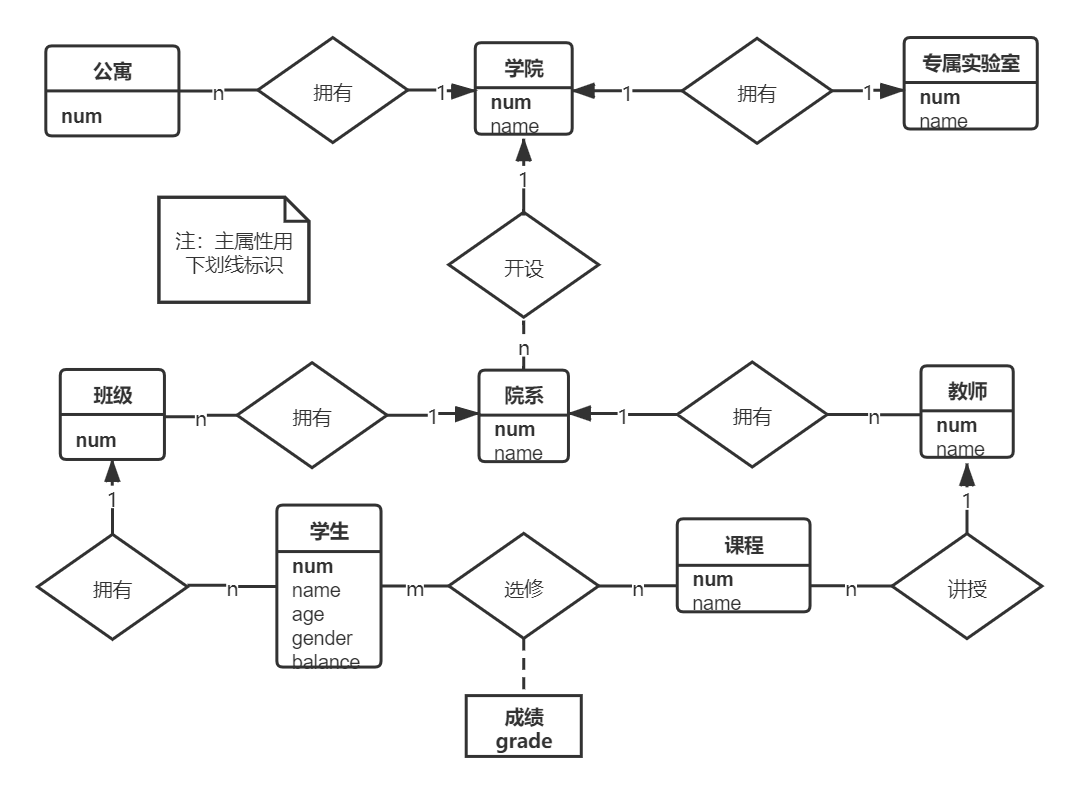 公寓
num
n
拥有
1
学院
num
name
1
拥有
1
专属实验室
num
name
注：主属性用
下划线标识
1
开设
n
班级
num
n
拥有
1
院系
num
name
1
拥有
n
教师
num
name
1
拥有
n
学生
num
name
age
gender
balance
m
选修
n
课程
num
name
n
讲授
1
成绩
grade